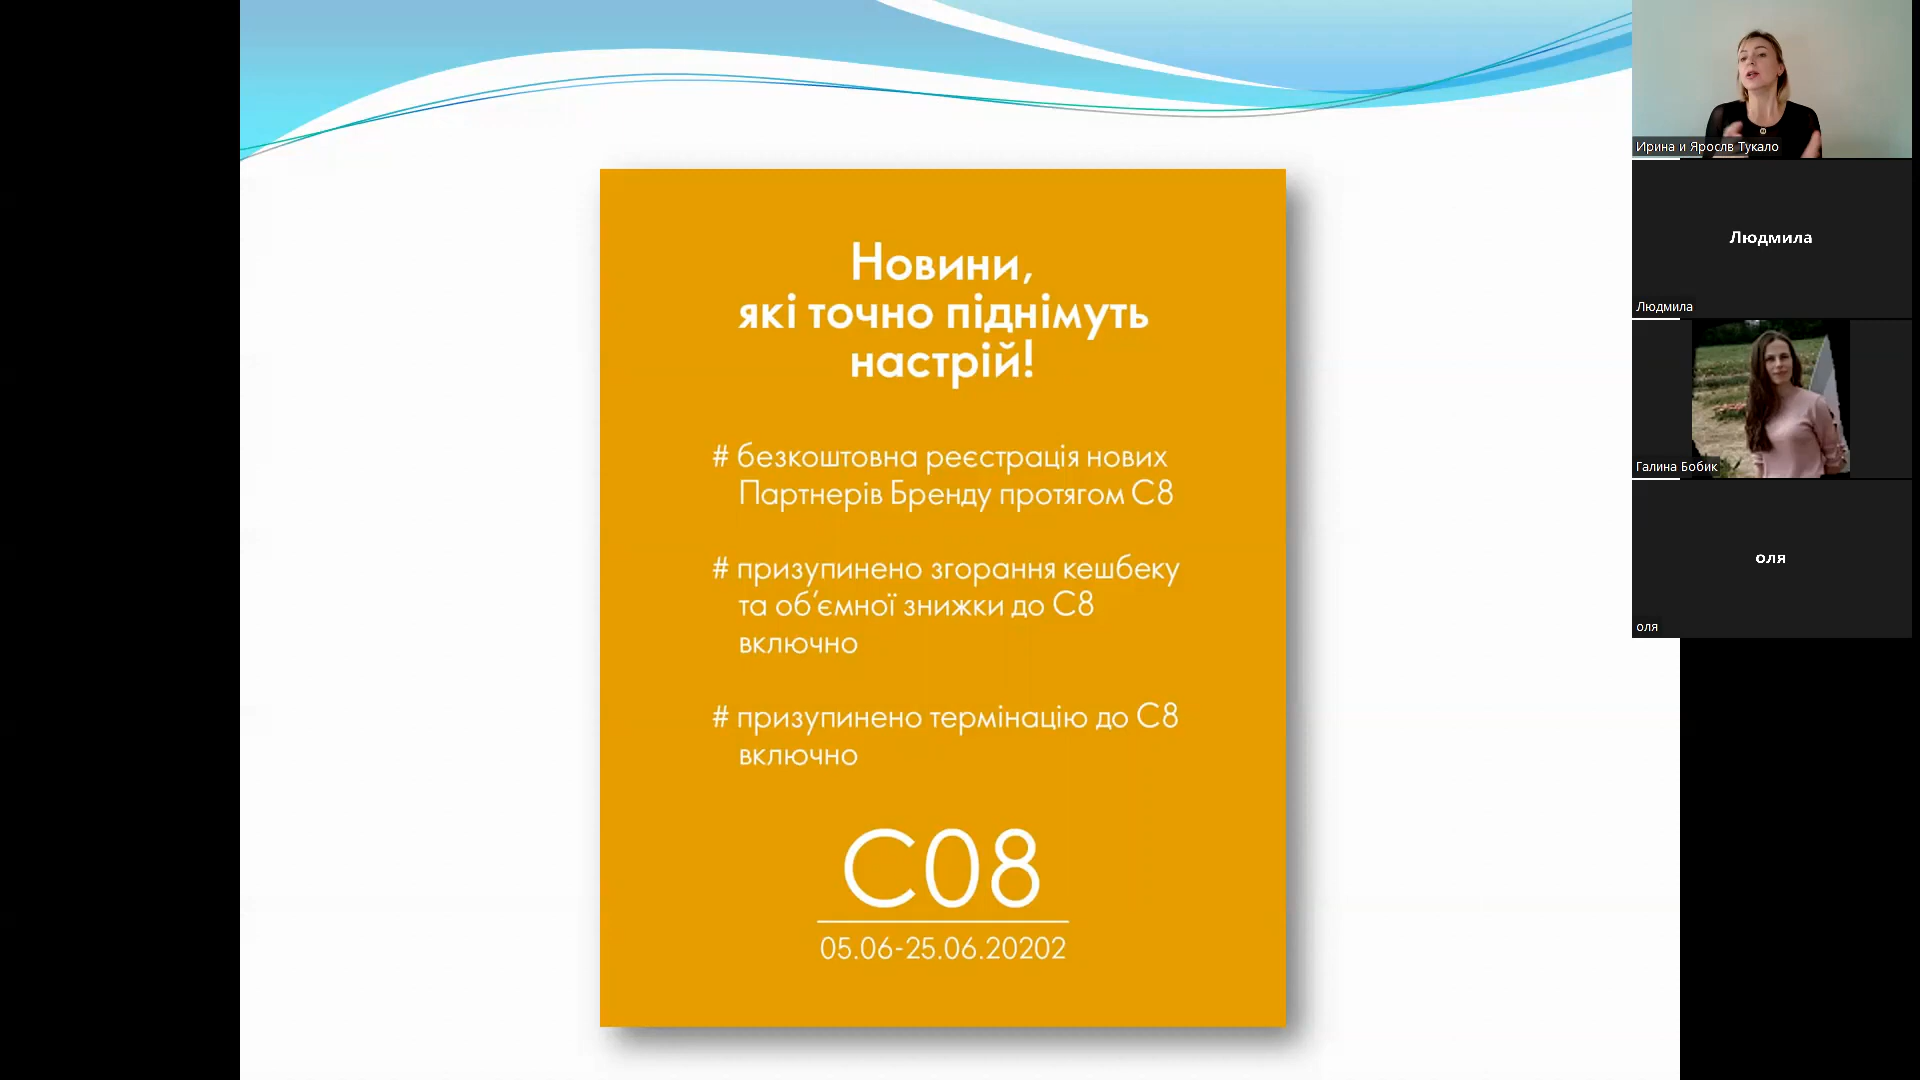 Новини,
які точно піднімуть
настрій!
# безкоштовна реєстрація нових
Партнерів Бренду протягом С8
# призупинено згорання кешбеку
та об’ємної знижки до С8
включно
# призупинено термінацію до С8
включно
С08
05.06-25.06.20202
Ирина и Ярослв Тукало
Людмила
Людмила
Галина Бобик
оля
оля